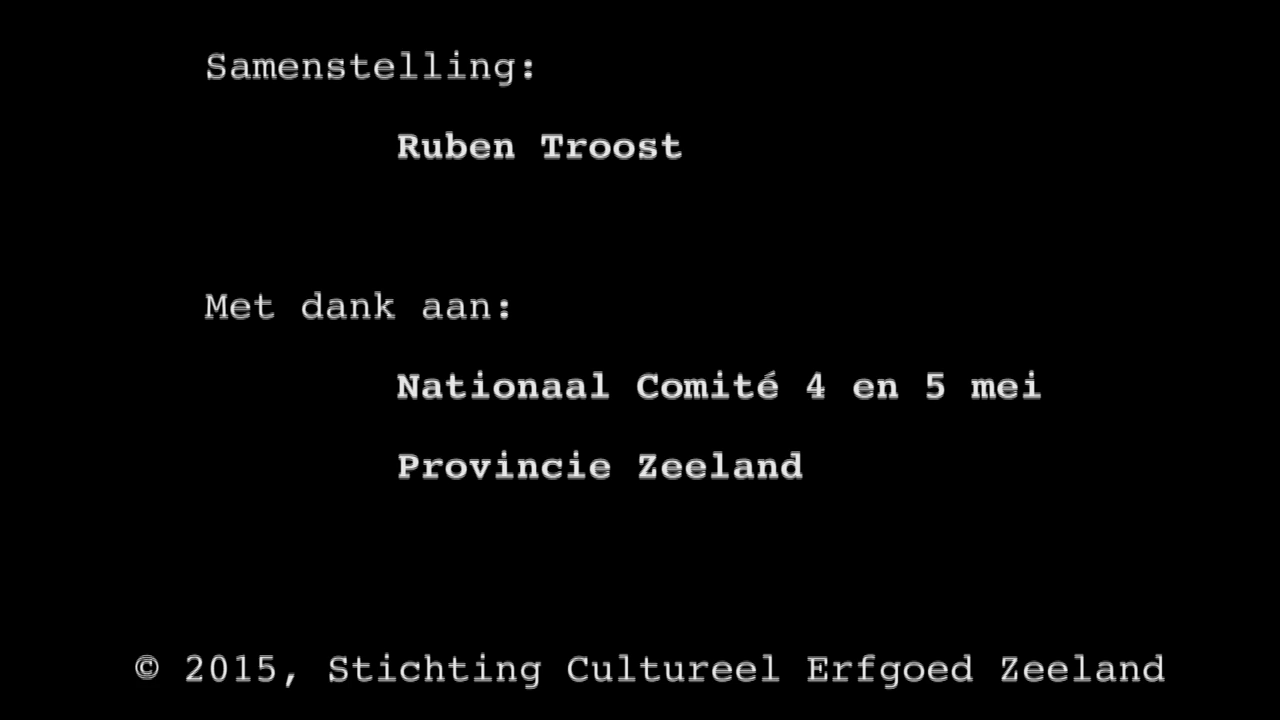 Samenstelling:
Ruben Troost
Met dank aan:
Nationaal Comité 4 en 5 mei
Provincie Zeeland
© 2015, Stichting Cultureel Erfgoed Zeeland